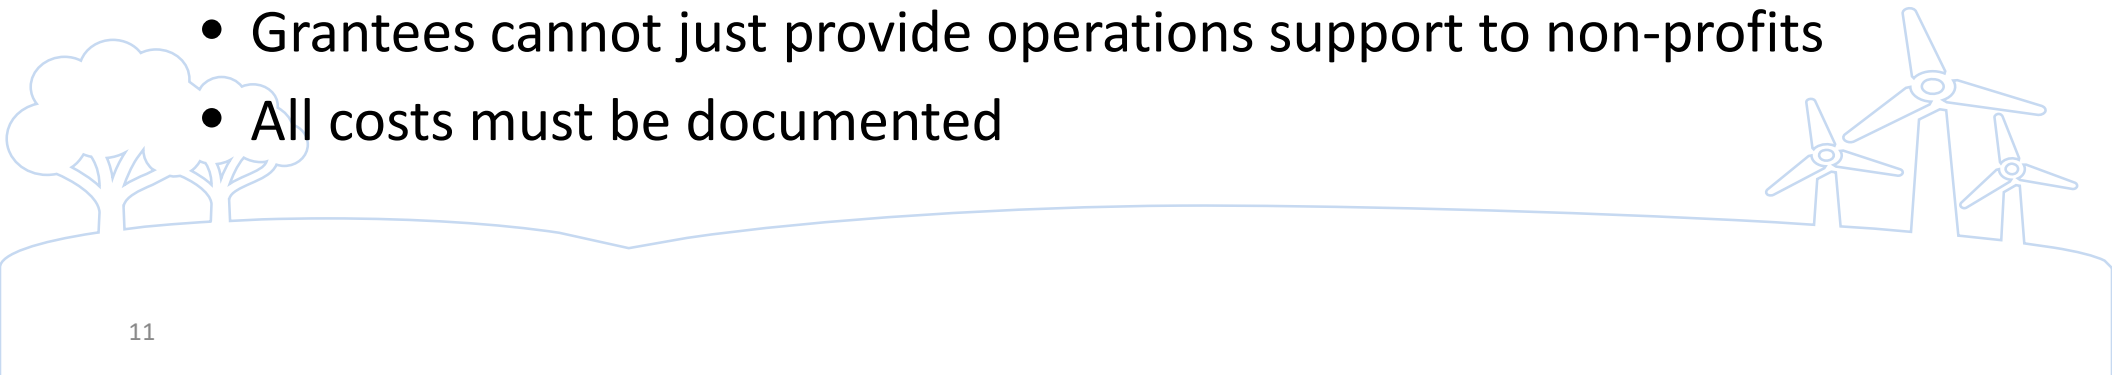 • Grantees cannot just provide operations support to non-profits
• All costs must be documented
11